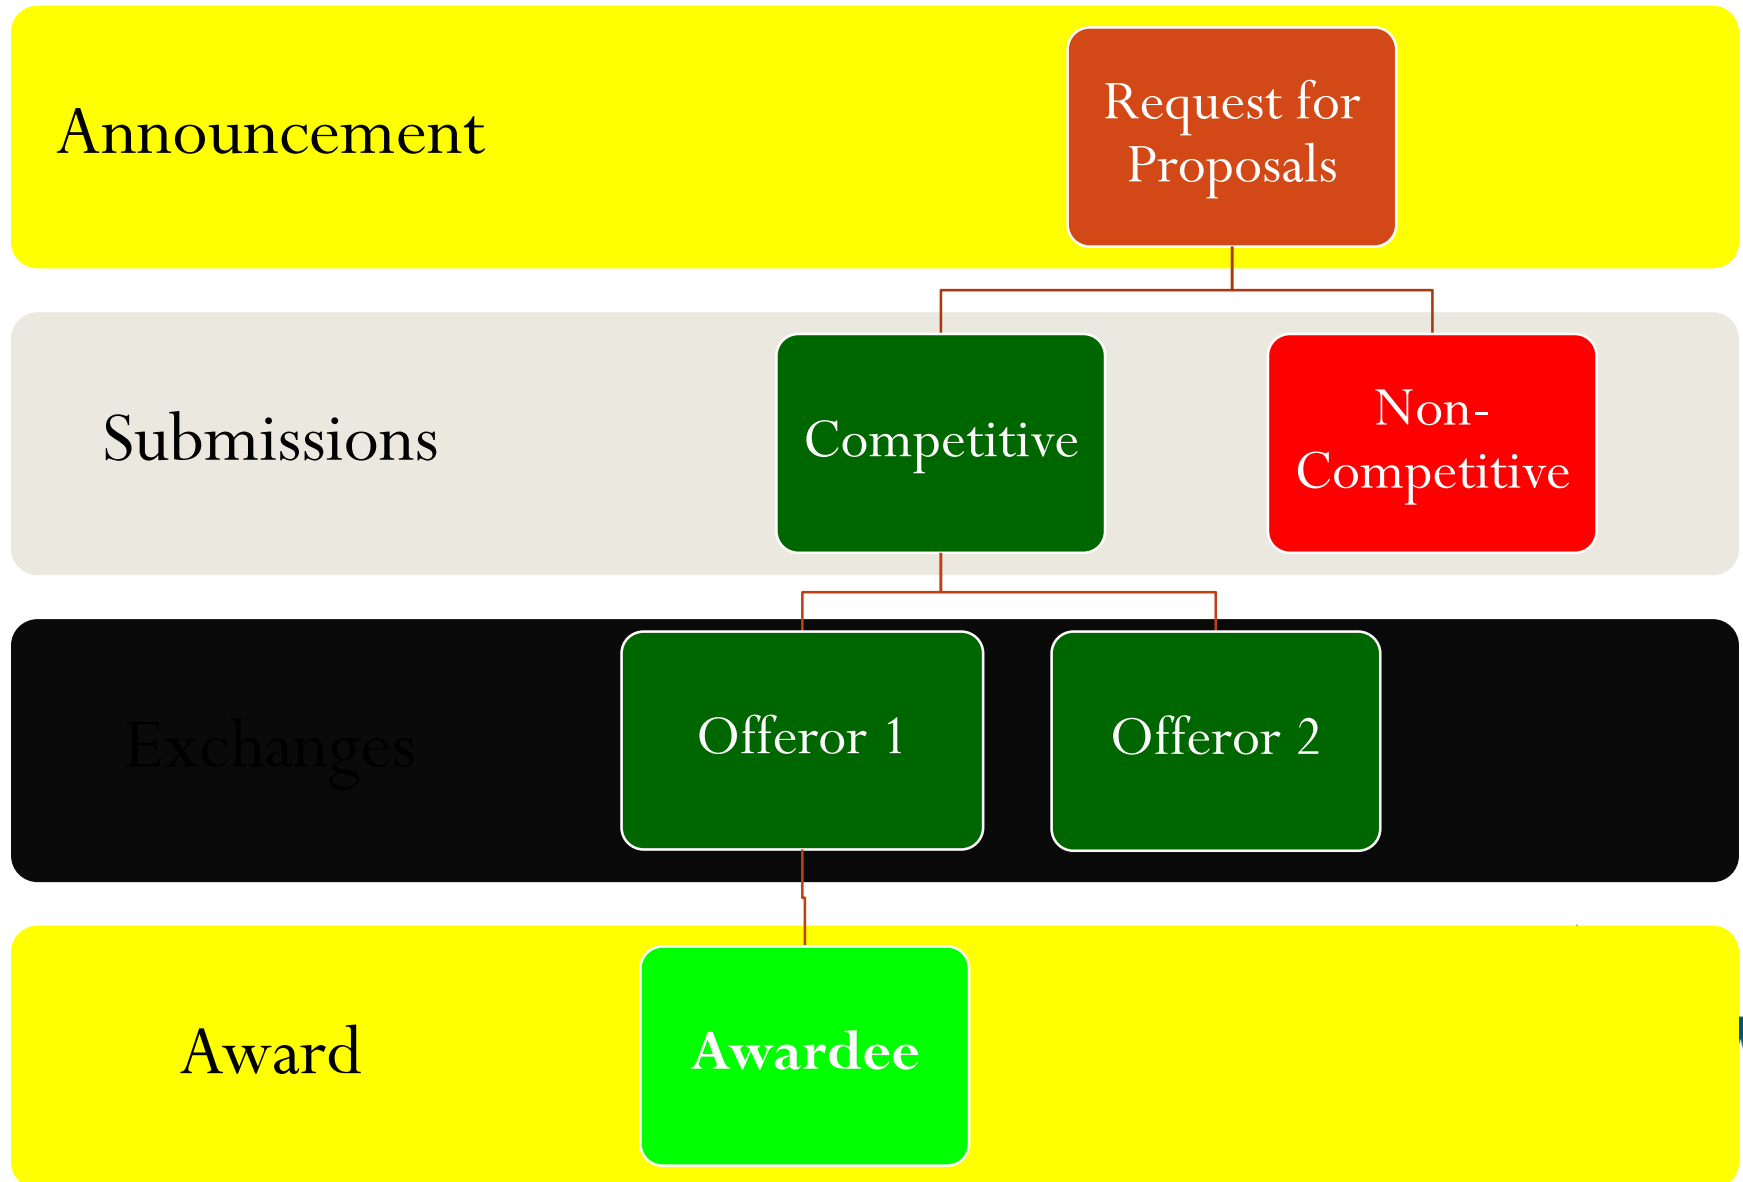 Announcement
Request for
Proposals
Submissions
Competitive
Non-
Competitive
Exchanges
Offeror 1
Offeror 2
Award
Awardee